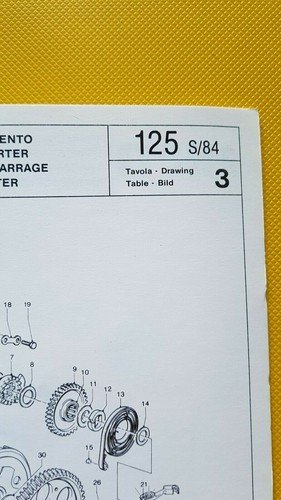 ENTO
RTER
ARRAGE
TER
125 S/84
Tavola - Drawing
Table - Bild
3
18
19
7
8
9
10
11
12
13
14
15
30
26
21